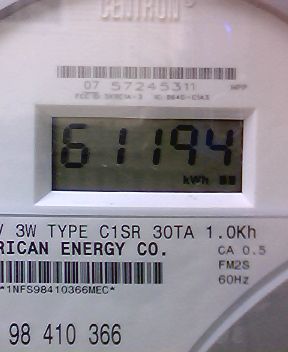 CENTRON®
07 57245311
61194
kWh
V 3W TYPE C1SR 30TA 1.0Kh
RICAN ENERGY CO.
CA 0.5
FM2S
60Hz
*1NFS98410366MEC*
98 410 366